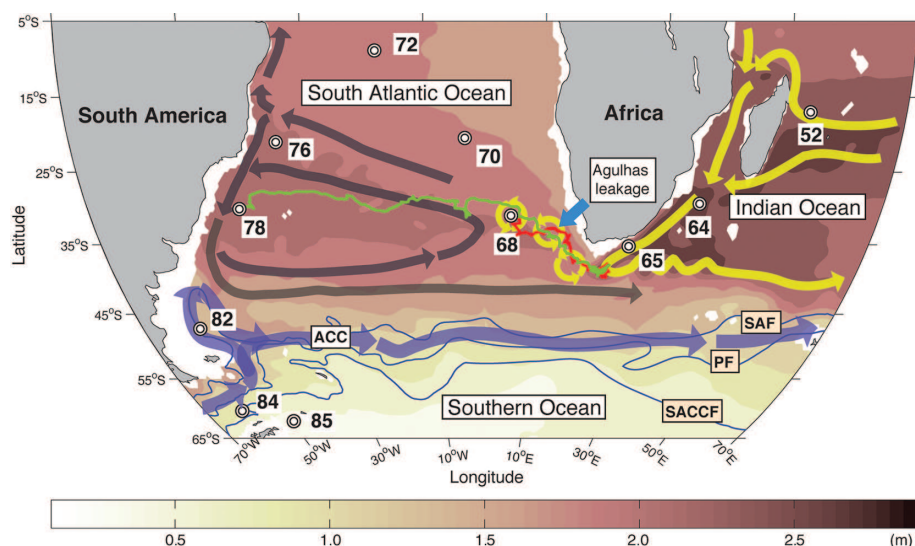 5°S
15°S
25°S
35°S
45°S
55°S
65°S
Latitude
72
South Atlantic Ocean
South America
Africa
76
70
52
Agulhas
leakage
78
68
64
Indian Ocean
65
82
ACC
SAF
PF
84
85
Southern Ocean
SACCF
70°W
50°W
30°W
10°W
10°E
30°E
50°E
70°E
Longitude
0.5
1.0
1.5
2.0
2.5
(m)